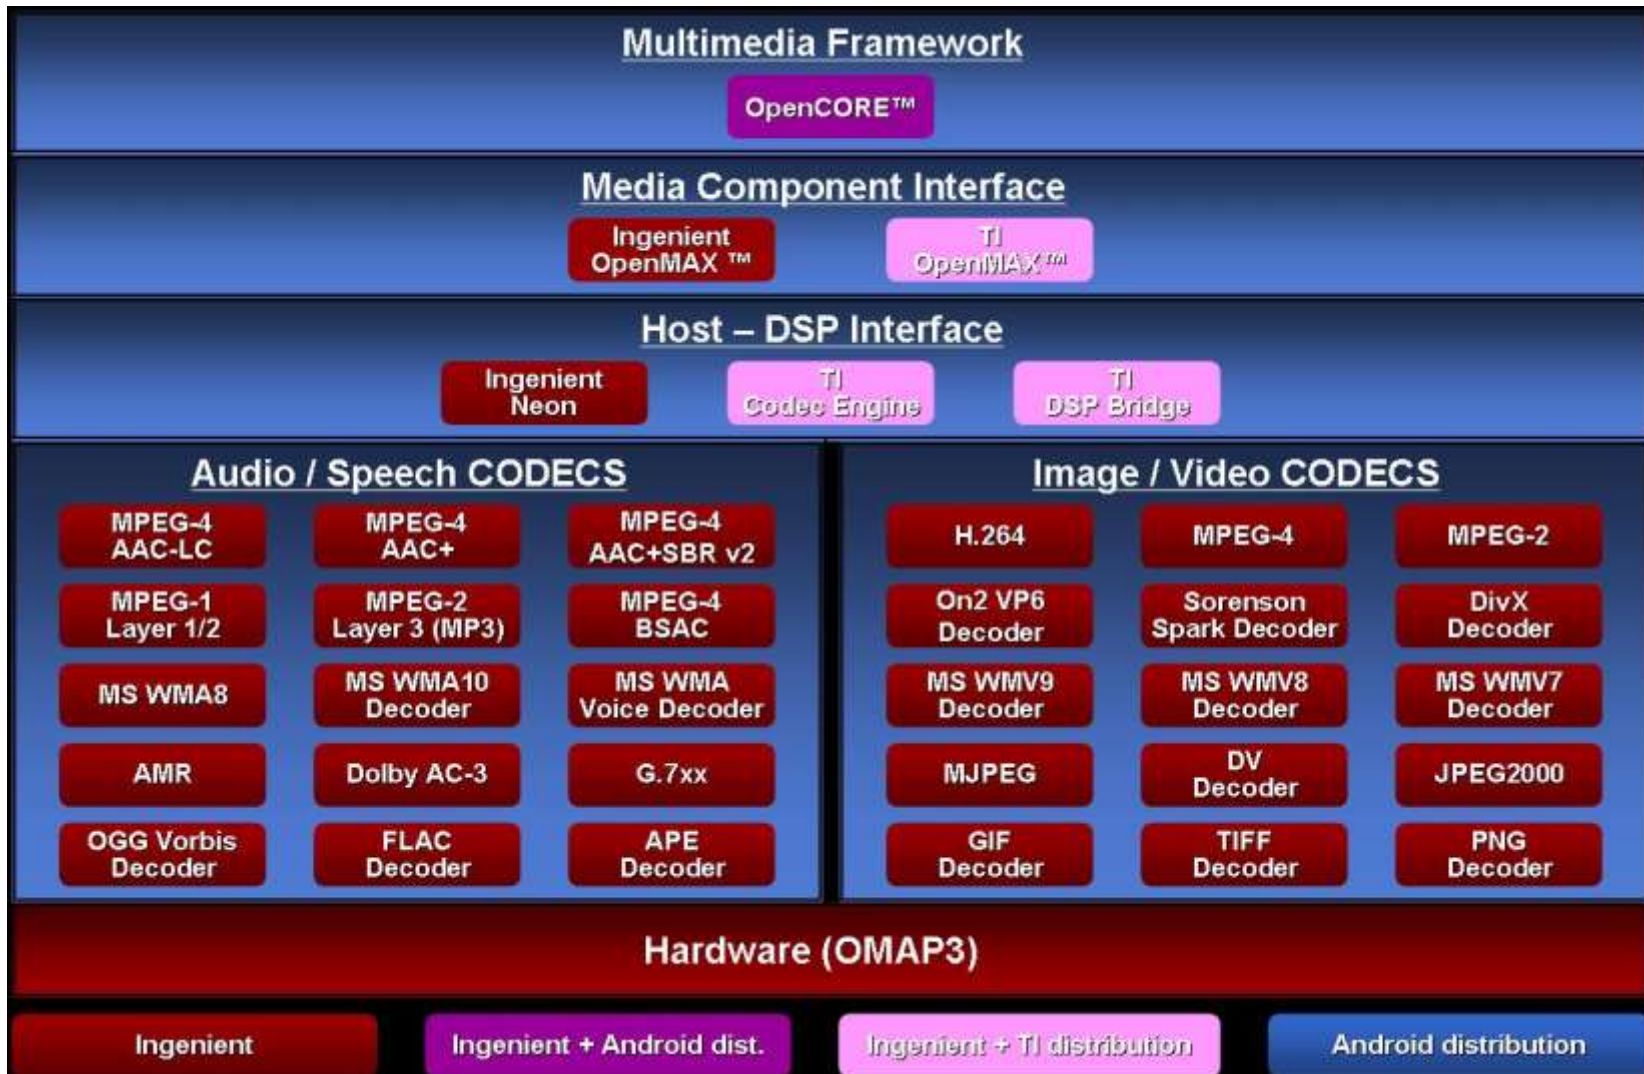 Multimedia Framework
OpenCORE™
Media Component Interface
Ingenient
OpenMAX ™
TI
OpenMAX™
Host – DSP Interface
Ingenient
Neon
TI
Codec Engine
TI
DSP Bridge
Audio / Speech CODECS
MPEG-4
AAC-LC
MPEG-4
AAC+
MPEG-4
AAC+SBR v2
MPEG-1
Layer 1/2
MPEG-2
Layer 3 (MP3)
MPEG-4
BSAC
MS WMA8
MS WMA10
Decoder
MS WMA
Voice Decoder
AMR
Dolby AC-3
G.7xx
OGG Vorbis
Decoder
FLAC
Decoder
APE
Decoder
Image / Video CODECS
H.264
MPEG-4
MPEG-2
On2 VP6
Decoder
Sorenson
Spark Decoder
DivX
Decoder
MS WMV9
Decoder
MS WMV8
Decoder
MS WMV7
Decoder
MJPEG
DV
Decoder
JPEG2000
GIF
Decoder
TIFF
Decoder
PNG
Decoder
Hardware (OMAP3)
Ingenient
Ingenient + Android dist.
Ingenient + TI distribution
Android distribution